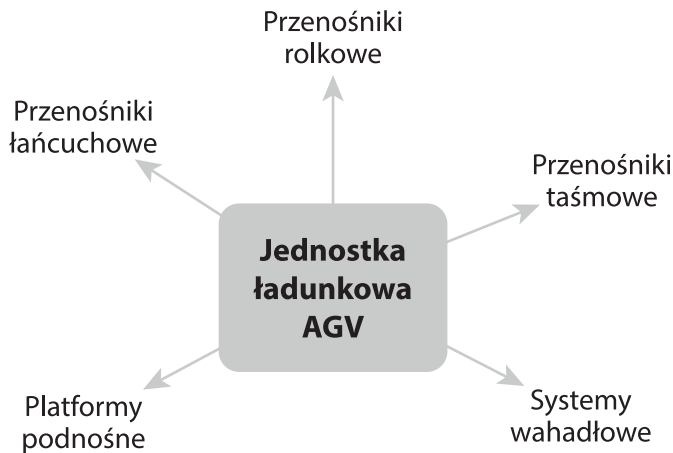 Przenośniki
rolkowe
Przenośniki
łańcuchowe
Przenośniki
taśmowe
Jednostka
ładunkowa
AGV
Platformy
podnośne
Systemy
wahadłowe